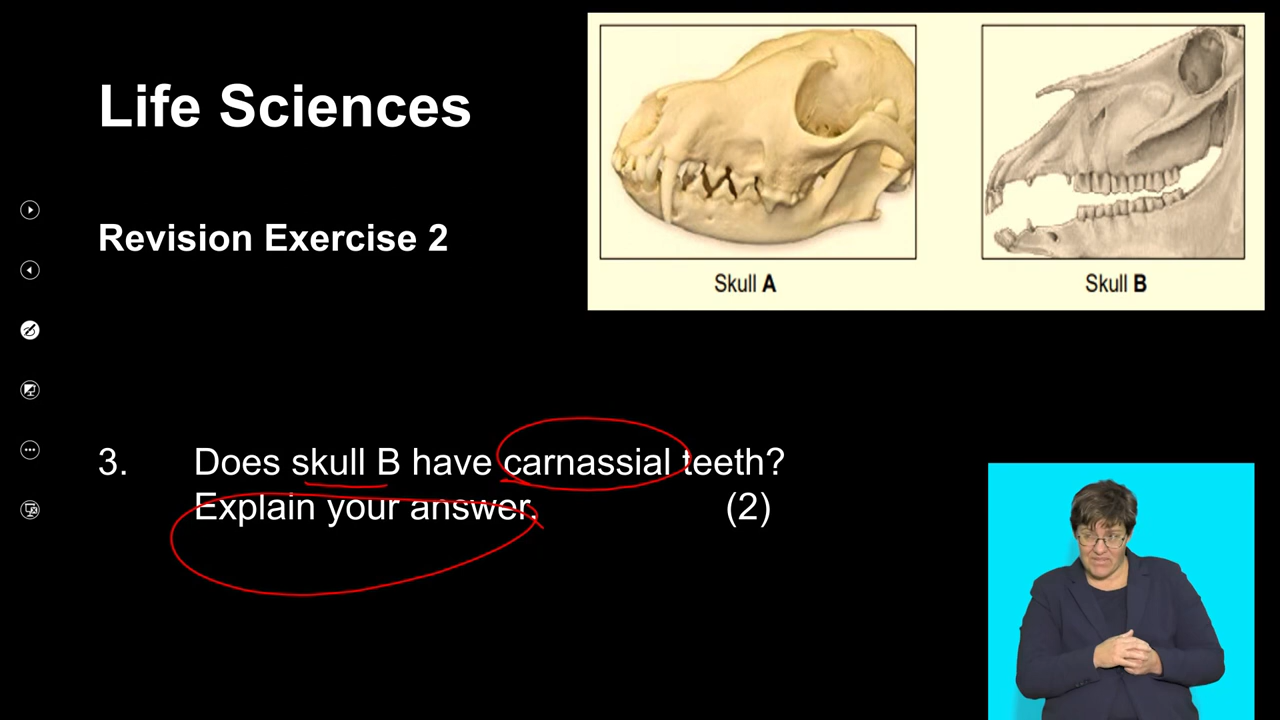 Life Sciences
Revision Exercise 2
Skull A
Skull B
3. Does skull B have carnassial teeth?
Explain your answer. (2)